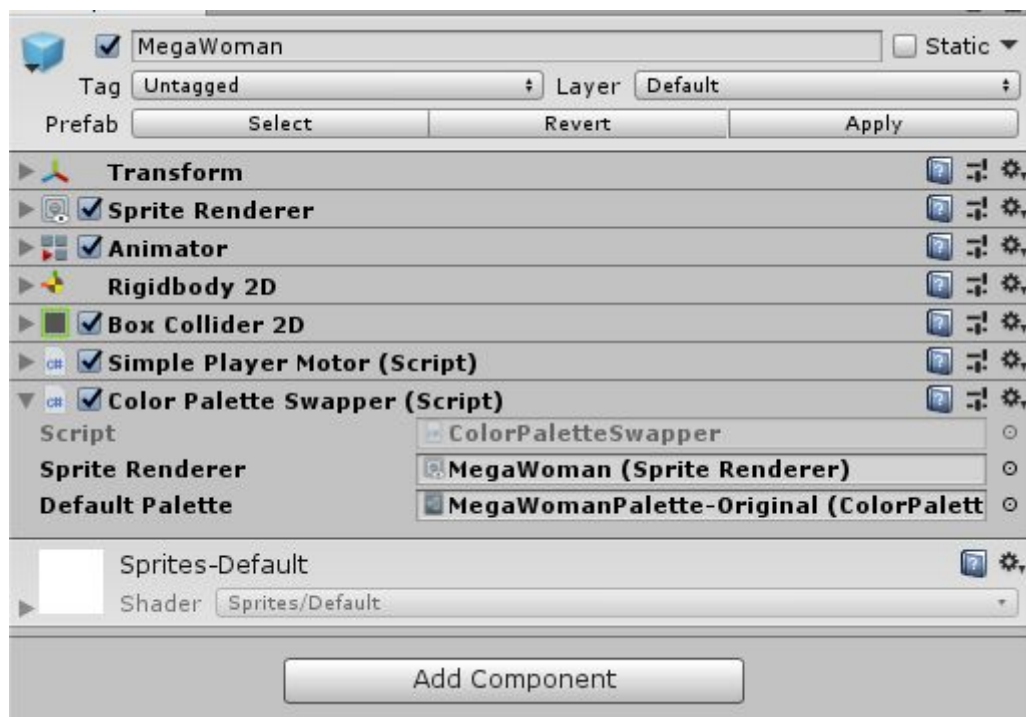 MegaWoman Static
Tag Untagged Layer Default
Prefab Select Revert Apply
Transform
Sprite Renderer
Animator
Rigidbody 2D
Box Collider 2D
c# Simple Player Motor (Script)
c# Color Palette Swapper (Script)
Script ColorPaletteSwapper
Sprite Renderer MegaWoman (Sprite Renderer)
Default Palette MegaWomanPalette-Original (ColorPalett
Sprites-Default
Shader Sprites/Default
Add Component